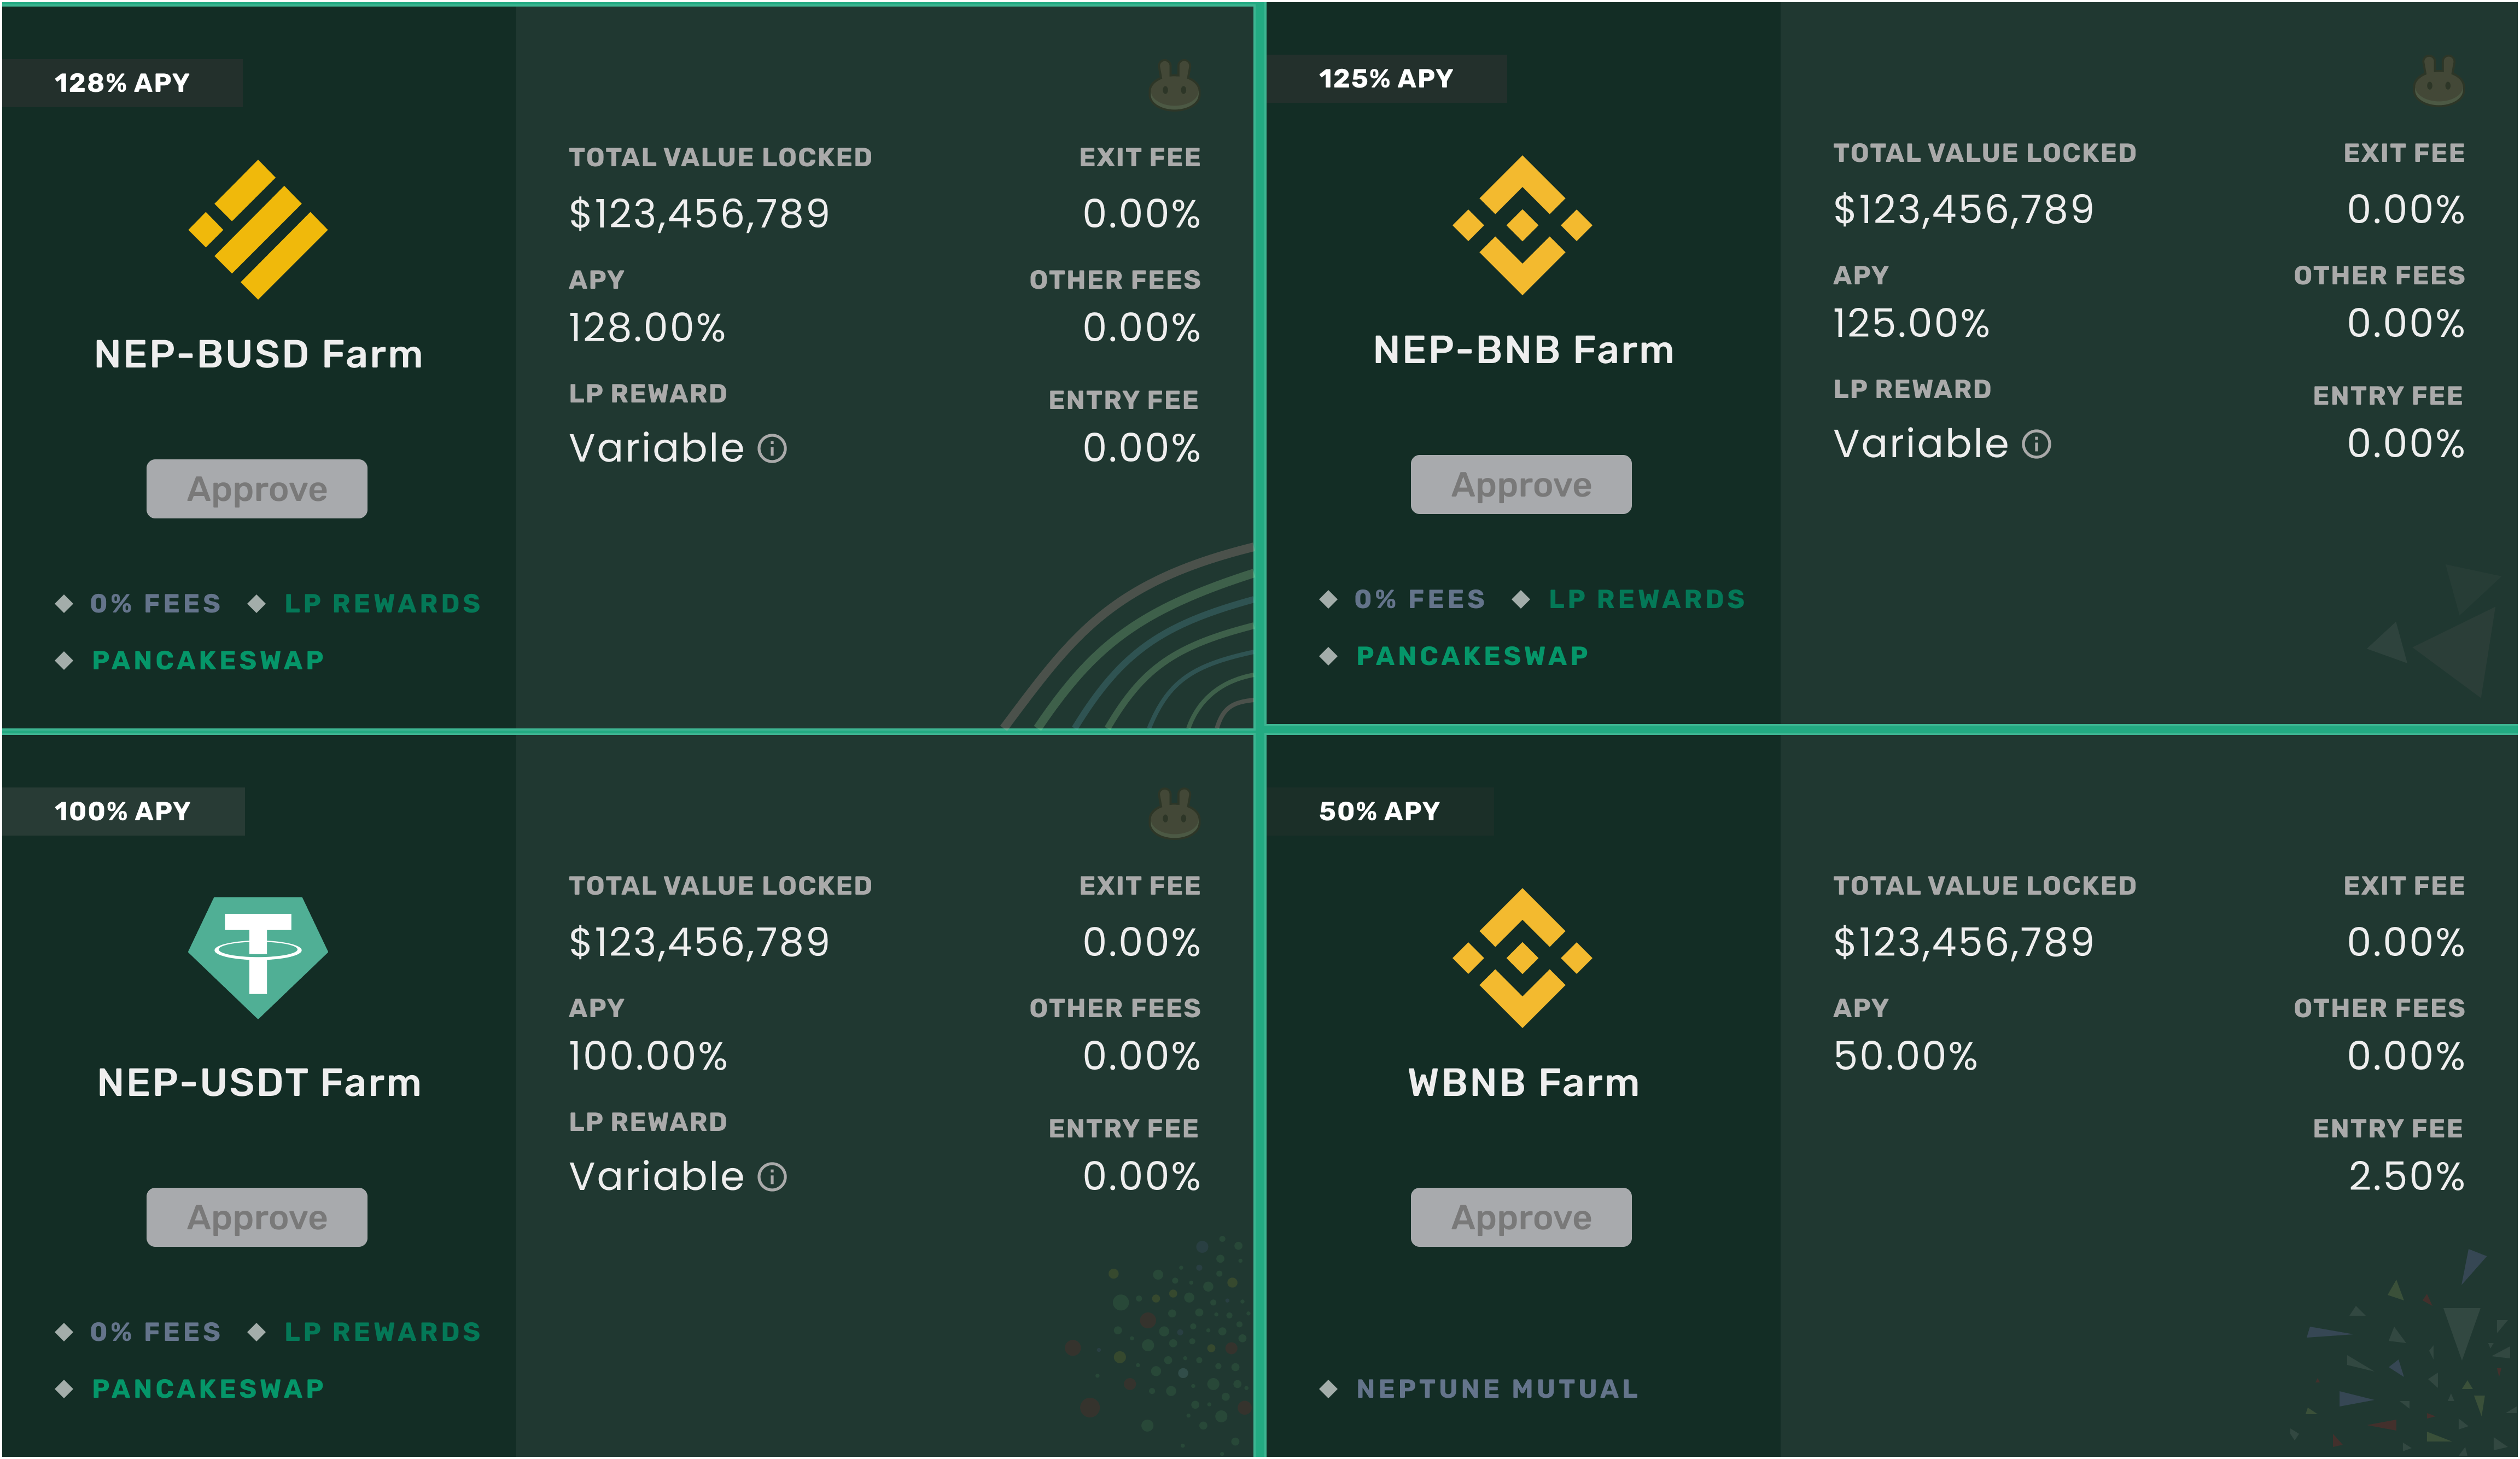 128% APY
NEP-BUSD Farm
Approve
0% FEES LP REWARDS
PANCAKESWAP
TOTAL VALUE LOCKED EXIT FEE
$123,456,789 0.00%
APY OTHER FEES
128.00% 0.00%
LP REWARD ENTRY FEE
Variable 0.00%
125% APY
NEP-BNB Farm
Approve
0% FEES LP REWARDS
PANCAKESWAP
TOTAL VALUE LOCKED EXIT FEE
$123,456,789 0.00%
APY OTHER FEES
125.00% 0.00%
LP REWARD ENTRY FEE
Variable 0.00%
100% APY
NEP-USDT Farm
Approve
0% FEES LP REWARDS
PANCAKESWAP
TOTAL VALUE LOCKED EXIT FEE
$123,456,789 0.00%
APY OTHER FEES
100.00% 0.00%
LP REWARD ENTRY FEE
Variable 0.00%
50% APY
WBNB Farm
Approve
NEPTUNE MUTUAL
TOTAL VALUE LOCKED EXIT FEE
$123,456,789 0.00%
APY OTHER FEES
50.00% 0.00%
ENTRY FEE
2.50%